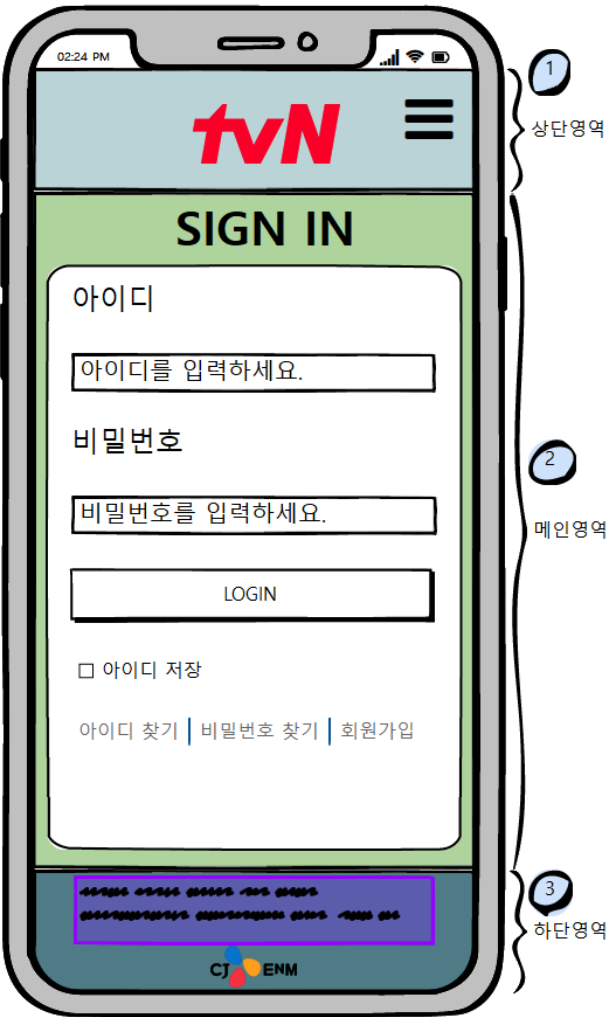 02:24 PM
1
상단영역
tvN
SIGN IN
아이디
아이디를 입력하세요.
비밀번호
2
메인영역
비밀번호를 입력하세요.
LOGIN
□ 아이디 저장
아이디 찾기 | 비밀번호 찾기 | 회원가입
3
하단영역
CJ ENM